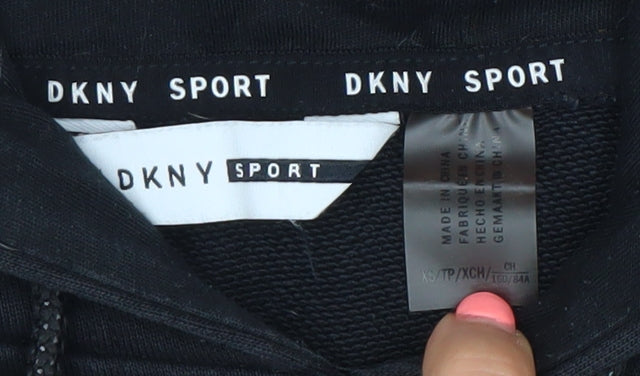 DKNY SPORT DKNY SPORT
DKNY SPORT
MADE IN CHINA
FABRIQUÉ EN CHINE
HECHO EN CHINA
GEMAAKT IN CHINA
XS/TP/XCH/ CH
160/84A